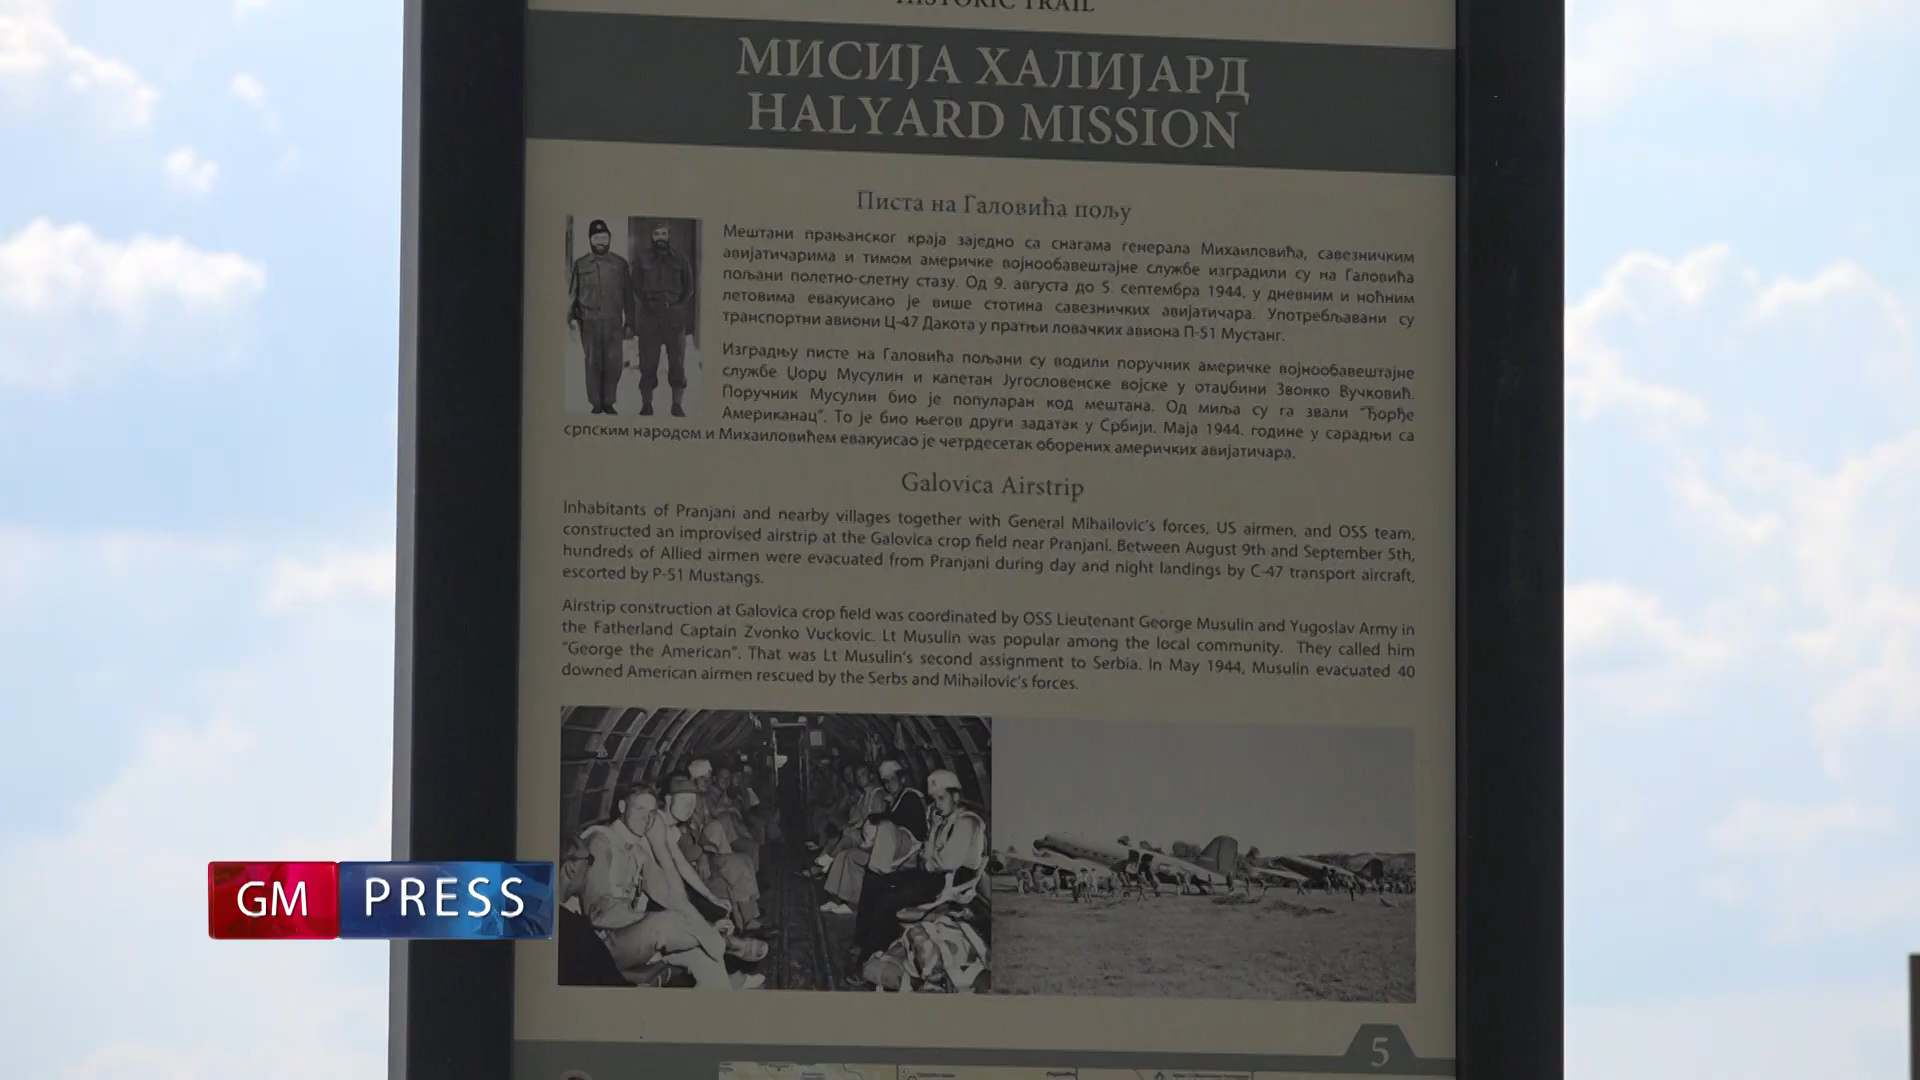 HISTORIC TRAIL
МИСИЈА ХАЛИЈАРД
HALYARD MISSION
Писта на Галовића пољу
Мештани прањанског краја заједно са снагама генерала Михаиловића, савезничким
авијатичарима и тимом америчке војнообавештајне службе изградили су на Галовића
пољани полетно-слетну стазу. Од 9. августа до 5. септембра 1944, у дневним и ноћним
летовима евакуисано је више стотина савезничких авијатичара. Употребљавани су
транспортни авиони Ц-47 Дакота у пратњи ловачких авиона П-51 Мустанг.
Изградњу писте на Галовића пољани су водили поручник америчке војнообавештајне
службе Џорџ Мусулин и капетан Југословенске војске у отаџбини Звонко Вучковић.
Поручник Мусулин био је популаран код мештана. Од миља су га звали “Ђорђе
Американац”. То је био његов други задатак у Србији. Маја 1944. године у сарадњи са
српским народом и Михаиловићем евакуисао је четрдесетак оборених америчких авијатичара.
Galovica Airstrip
Inhabitants of Pranjani and nearby villages together with General Mihailovic’s forces, US airmen, and OSS team,
constructed an improvised airstrip at the Galovica crop field near Pranjani. Between August 9th and September 5th,
hundreds of Allied airmen were evacuated from Pranjani during day and night landings by C-47 transport aircraft,
escorted by P-51 Mustangs.
Airstrip construction at Galovica crop field was coordinated by OSS Lieutenant George Musulin and Yugoslav Army in
the Fatherland Captain Zvonko Vuckovic. Lt Musulin was popular among the local community. They called him
“George the American”. That was Lt Musulin’s second assignment to Serbia. In May 1944, Musulin evacuated 40
downed American airmen rescued by the Serbs and Mihailovic’s forces.
GM PRESS
5